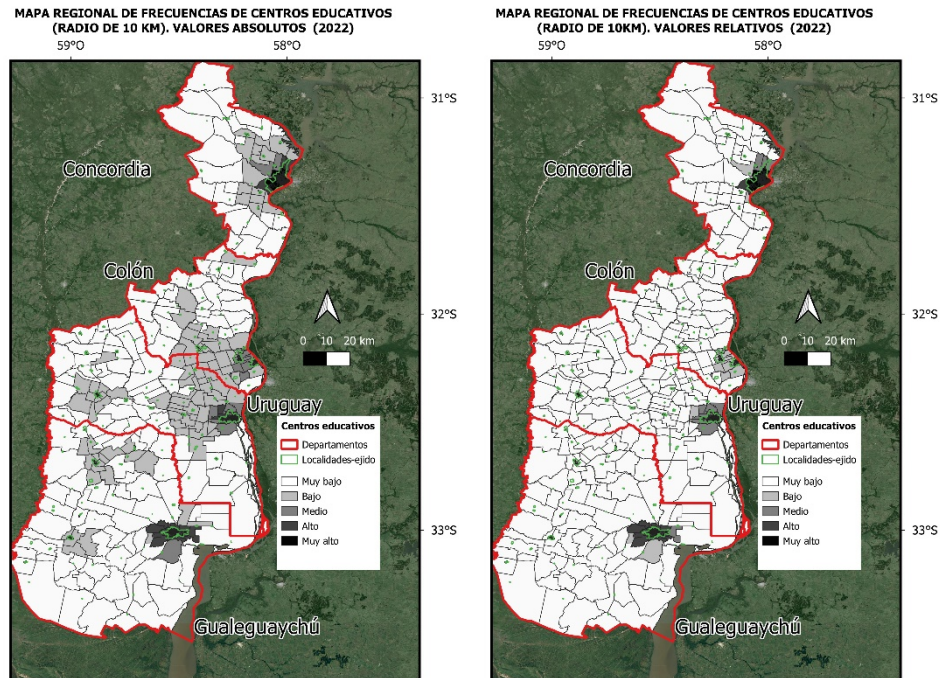 MAPA REGIONAL DE FRECUENCIAS DE CENTROS EDUCATIVOS
(RADIO DE 10 KM). VALORES ABSOLUTOS (2022)
59°O
58°O
31°S
Concordia
Colón
32°S
0 10 20 km
Uruguay
Centros educativos
Departamentos
Localidades-ejido
Muy bajo
Bajo
Medio
Alto
Muy alto
33°S
Gualeguaychú
MAPA REGIONAL DE FRECUENCIAS DE CENTROS EDUCATIVOS
(RADIO DE 10KM). VALORES RELATIVOS (2022)
59°O
58°O
31°S
Concordia
Colón
32°S
0 10 20 km
Uruguay
Centros educativos
Departamentos
Localidades-ejido
Muy bajo
Bajo
Medio
Alto
Muy alto
33°S
Gualeguaychú